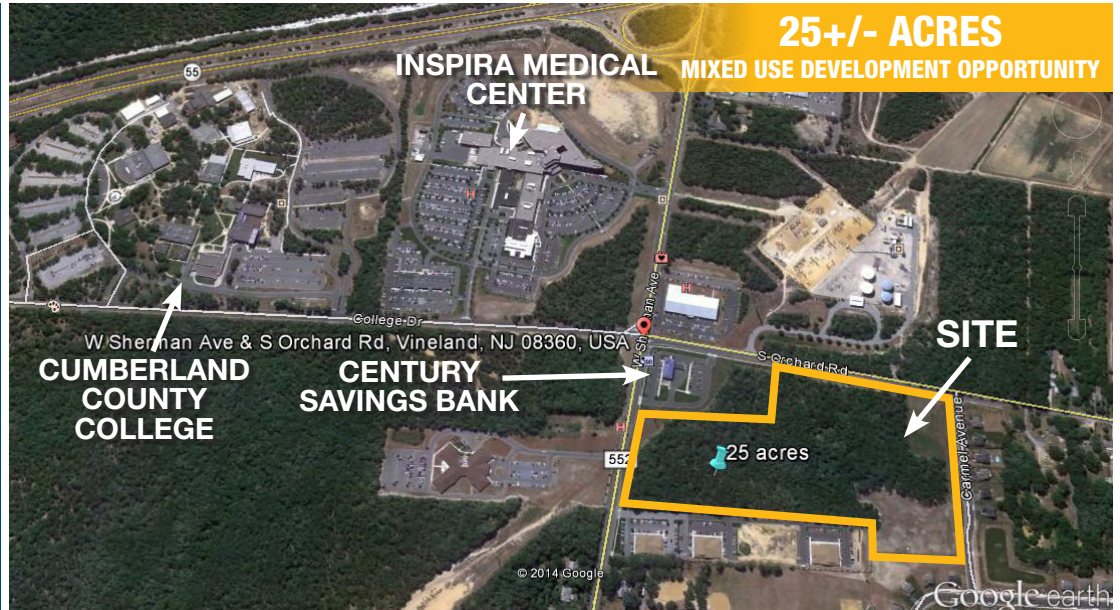 25+/- ACRES
MIXED USE DEVELOPMENT OPPORTUNITY
55
INSPIRA MEDICAL
CENTER
H
H
W Sherman Ave
College Dr
W Sherman Ave & S Orchard Rd, Vineland, NJ 08360, USA
S Orchard Rd
SITE
CUMBERLAND
COUNTY
COLLEGE
CENTURY
SAVINGS BANK
H
552
25 acres
Carmel Avenue
© 2014 Google
Google earth